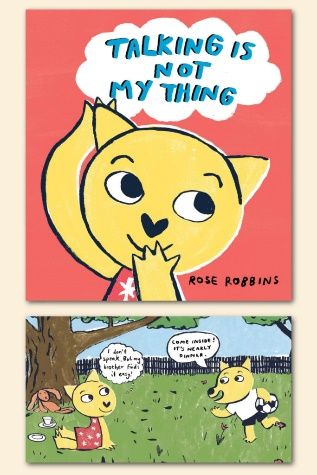 TALKING IS
NOT
MY THING
ROSE ROBBINS
I don't
speak. But my
brother finds
it easy!
COME INSIDE!
IT'S NEARLY
DINNER.